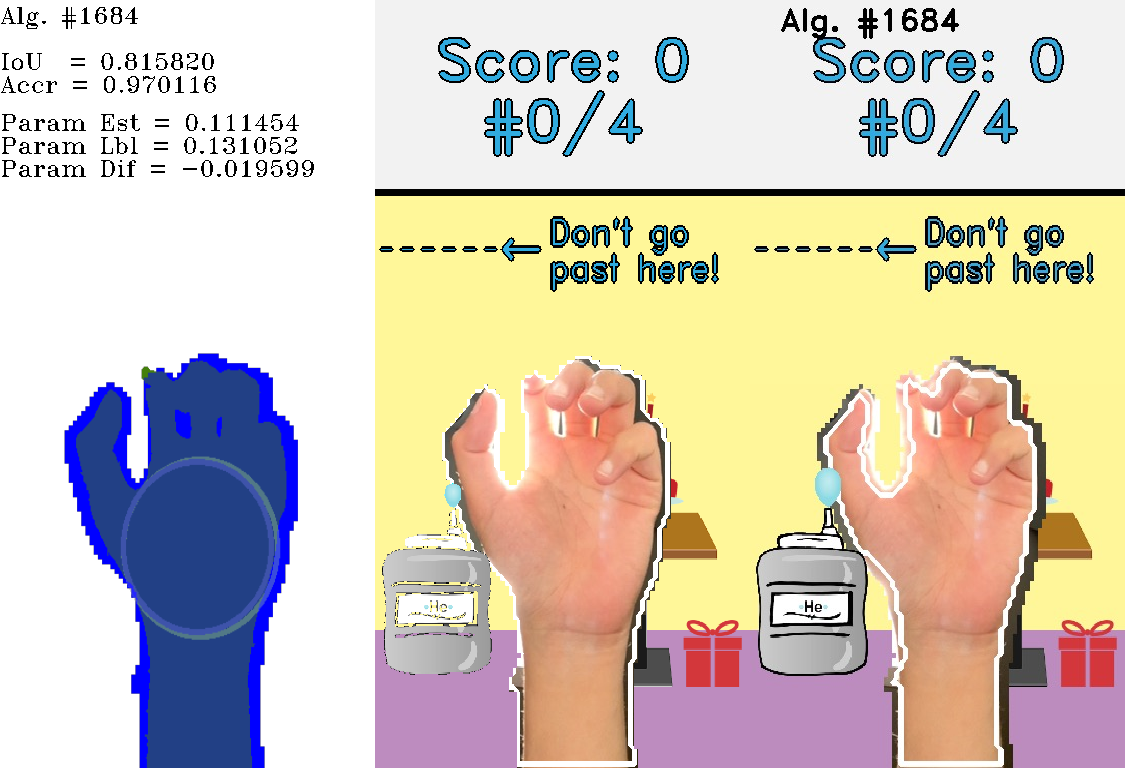 Alg. #1684
IoU = 0.815820
Accr = 0.970116
Param Est = 0.111454
Param Lbl = 0.131052
Param Dif = −0.019599
Score: 0
#0/4
Don't go
past here!
He
Alg. #1684
Score: 0
#0/4
Don't go
past here!
He